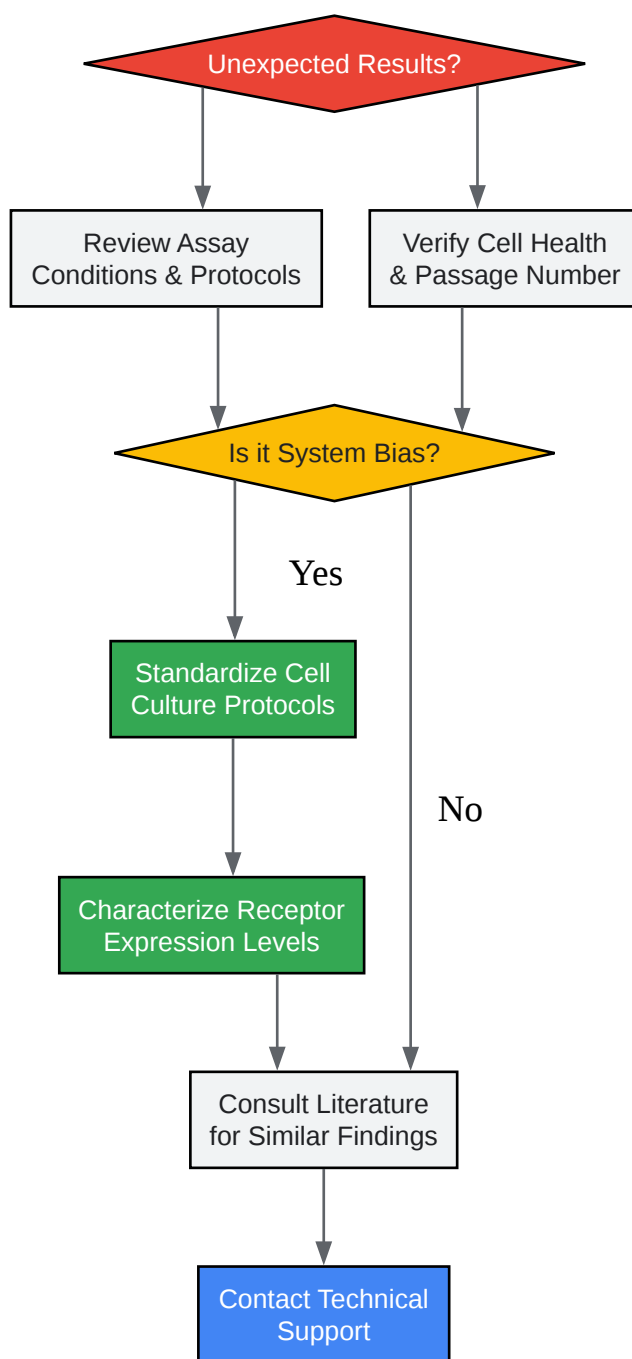 Unexpected Results?
Review Assay
Conditions & Protocols
Verify Cell Health
& Passage Number
Is it System Bias?
Yes
Standardize Cell
Culture Protocols
No
Characterize Receptor
Expression Levels
Consult Literature
for Similar Findings
Contact Technical
Support